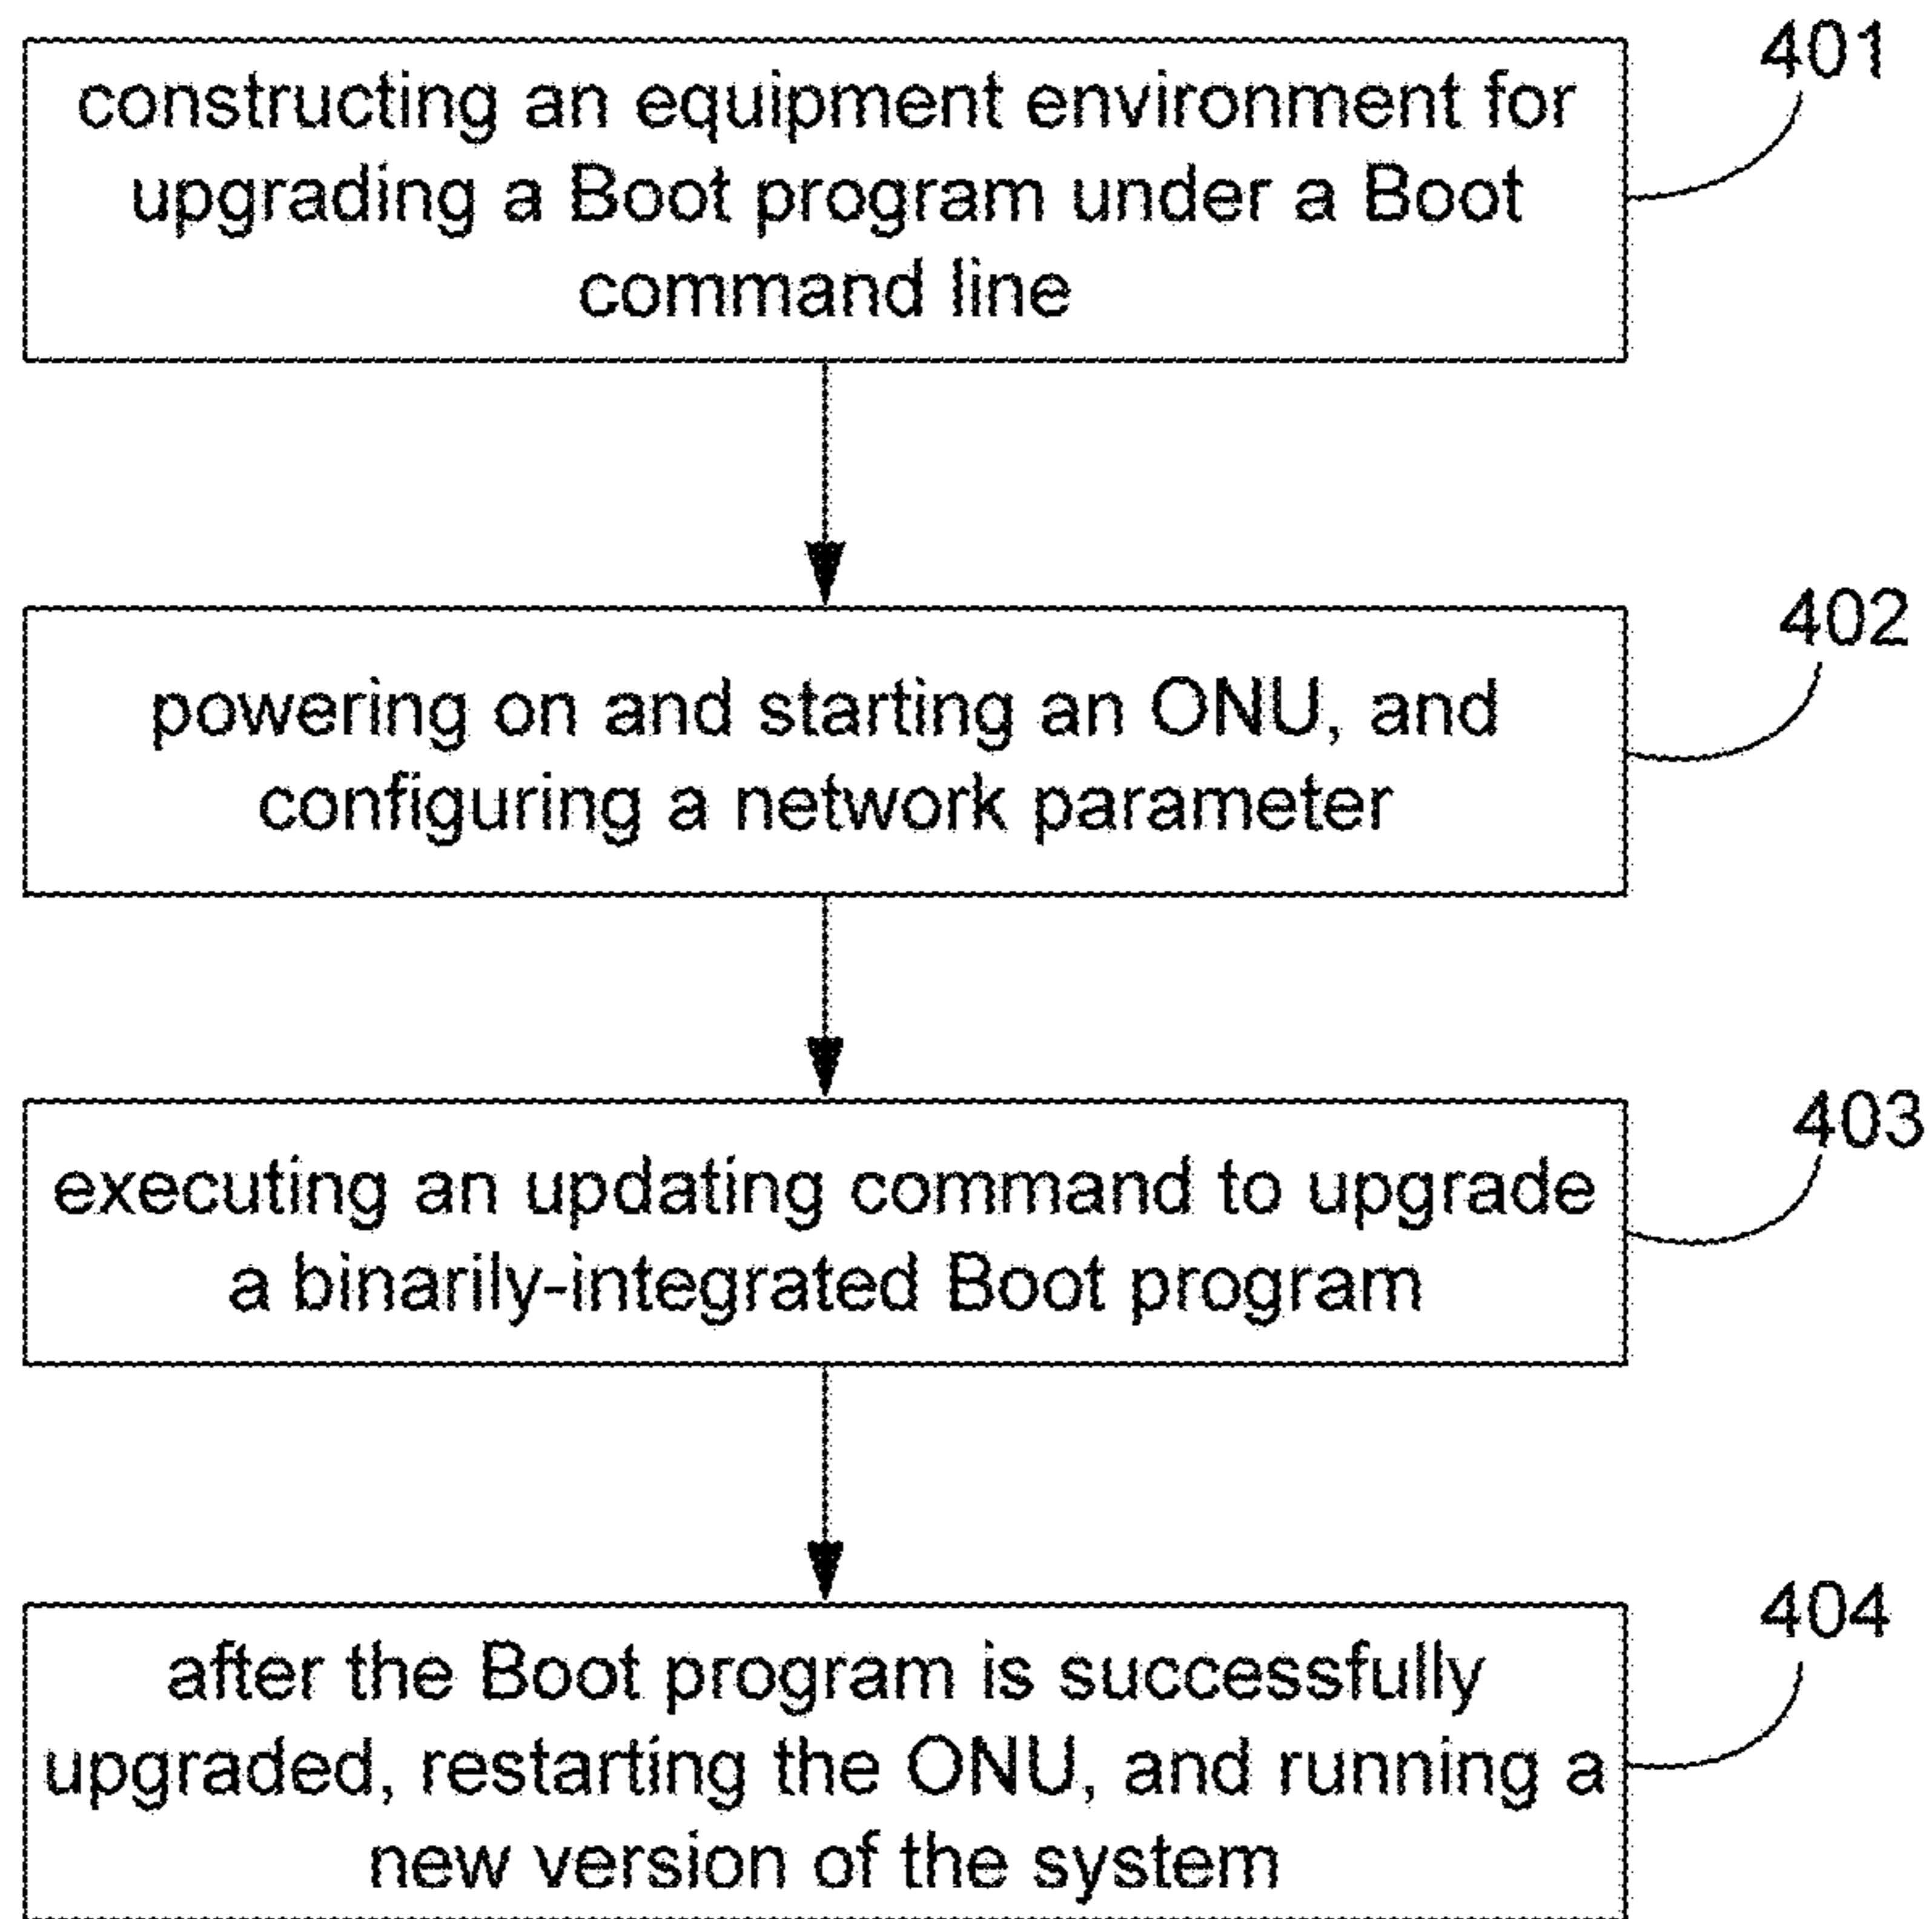 401
constructing an equipment environment for
upgrading a Boot program under a Boot
command line
402
powering on and starting an ONU, and
configuring a network parameter
403
executing an updating command to upgrade
a binarily-integrated Boot program
404
after the Boot program is successfully
upgraded, restarting the ONU, and running a
new version of the system